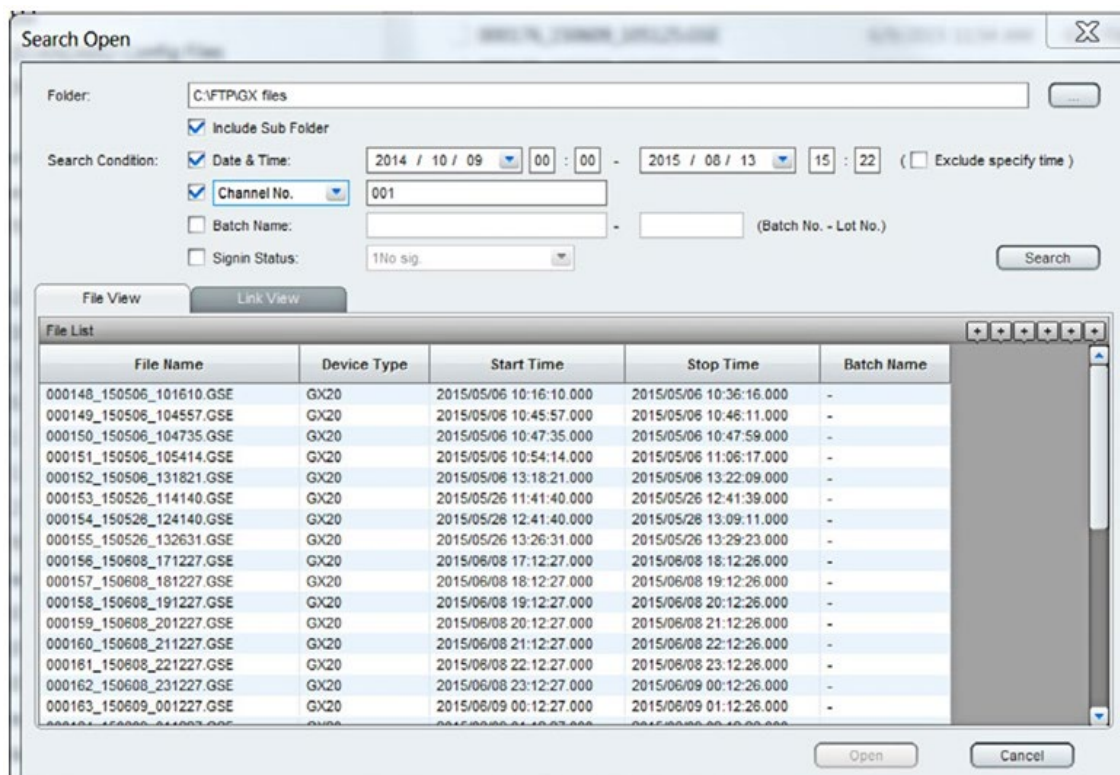 Search Open
Folder: C:\FTP\GX files ...
Include Sub Folder
Search Condition: Date & Time: 2014 / 10 / 09 00 : 00 - 2015 / 08 / 13 15 : 22 ( Exclude specify time )
Channel No. 001
Batch Name: - (Batch No. - Lot No.)
Signin Status: 1No sig. Search
File View Link View
File List + + + + + +
File Name Device Type Start Time Stop Time Batch Name
000148_150506_101610.GSE GX20 2015/05/06 10:16:10.000 2015/05/06 10:36:16.000 -
000149_150506_104557.GSE GX20 2015/05/06 10:45:57.000 2015/05/06 10:46:11.000 -
000150_150506_104735.GSE GX20 2015/05/06 10:47:35.000 2015/05/06 10:47:59.000 -
000151_150506_105414.GSE GX20 2015/05/06 10:54:14.000 2015/05/06 11:06:17.000 -
000152_150506_131821.GSE GX20 2015/05/06 13:18:21.000 2015/05/06 13:22:09.000 -
000153_150526_114140.GSE GX20 2015/05/26 11:41:40.000 2015/05/26 12:41:39.000 -
000154_150526_124140.GSE GX20 2015/05/26 12:41:40.000 2015/05/26 13:09:11.000 -
000155_150526_132631.GSE GX20 2015/05/26 13:26:31.000 2015/05/26 13:29:23.000 -
000156_150608_171227.GSE GX20 2015/06/08 17:12:27.000 2015/06/08 18:12:26.000 -
000157_150608_181227.GSE GX20 2015/06/08 18:12:27.000 2015/06/08 19:12:26.000 -
000158_150608_191227.GSE GX20 2015/06/08 19:12:27.000 2015/06/08 20:12:26.000 -
000159_150608_201227.GSE GX20 2015/06/08 20:12:27.000 2015/06/08 21:12:26.000 -
000160_150608_211227.GSE GX20 2015/06/08 21:12:27.000 2015/06/08 22:12:26.000 -
000161_150608_221227.GSE GX20 2015/06/08 22:12:27.000 2015/06/08 23:12:26.000 -
000162_150608_231227.GSE GX20 2015/06/08 23:12:27.000 2015/06/09 00:12:26.000 -
000163_150609_001227.GSE GX20 2015/06/09 00:12:27.000 2015/06/09 01:12:26.000 -
Open Cancel